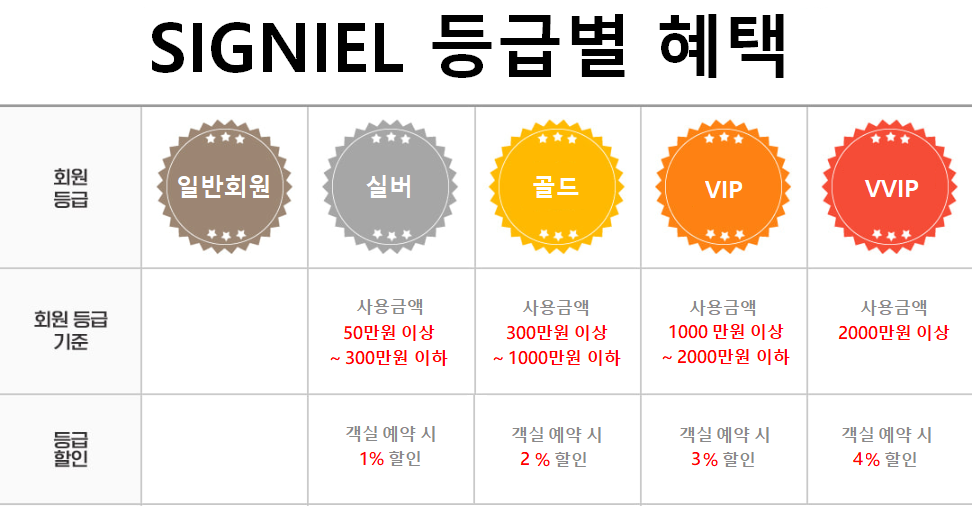 SIGNIEL 등급별 혜택
회원
등급
일반회원
실버
골드
VIP
VVIP
회원 등급
기준
사용금액
50만원 이상
~ 300만원 이하
사용금액
300만원 이상
~ 1000만원 이하
사용금액
1000 만원 이상
~ 2000만원 이하
사용금액
2000만원 이상
등급
할인
객실 예약 시
1% 할인
객실 예약 시
2 % 할인
객실 예약 시
3% 할인
객실 예약 시
4% 할인